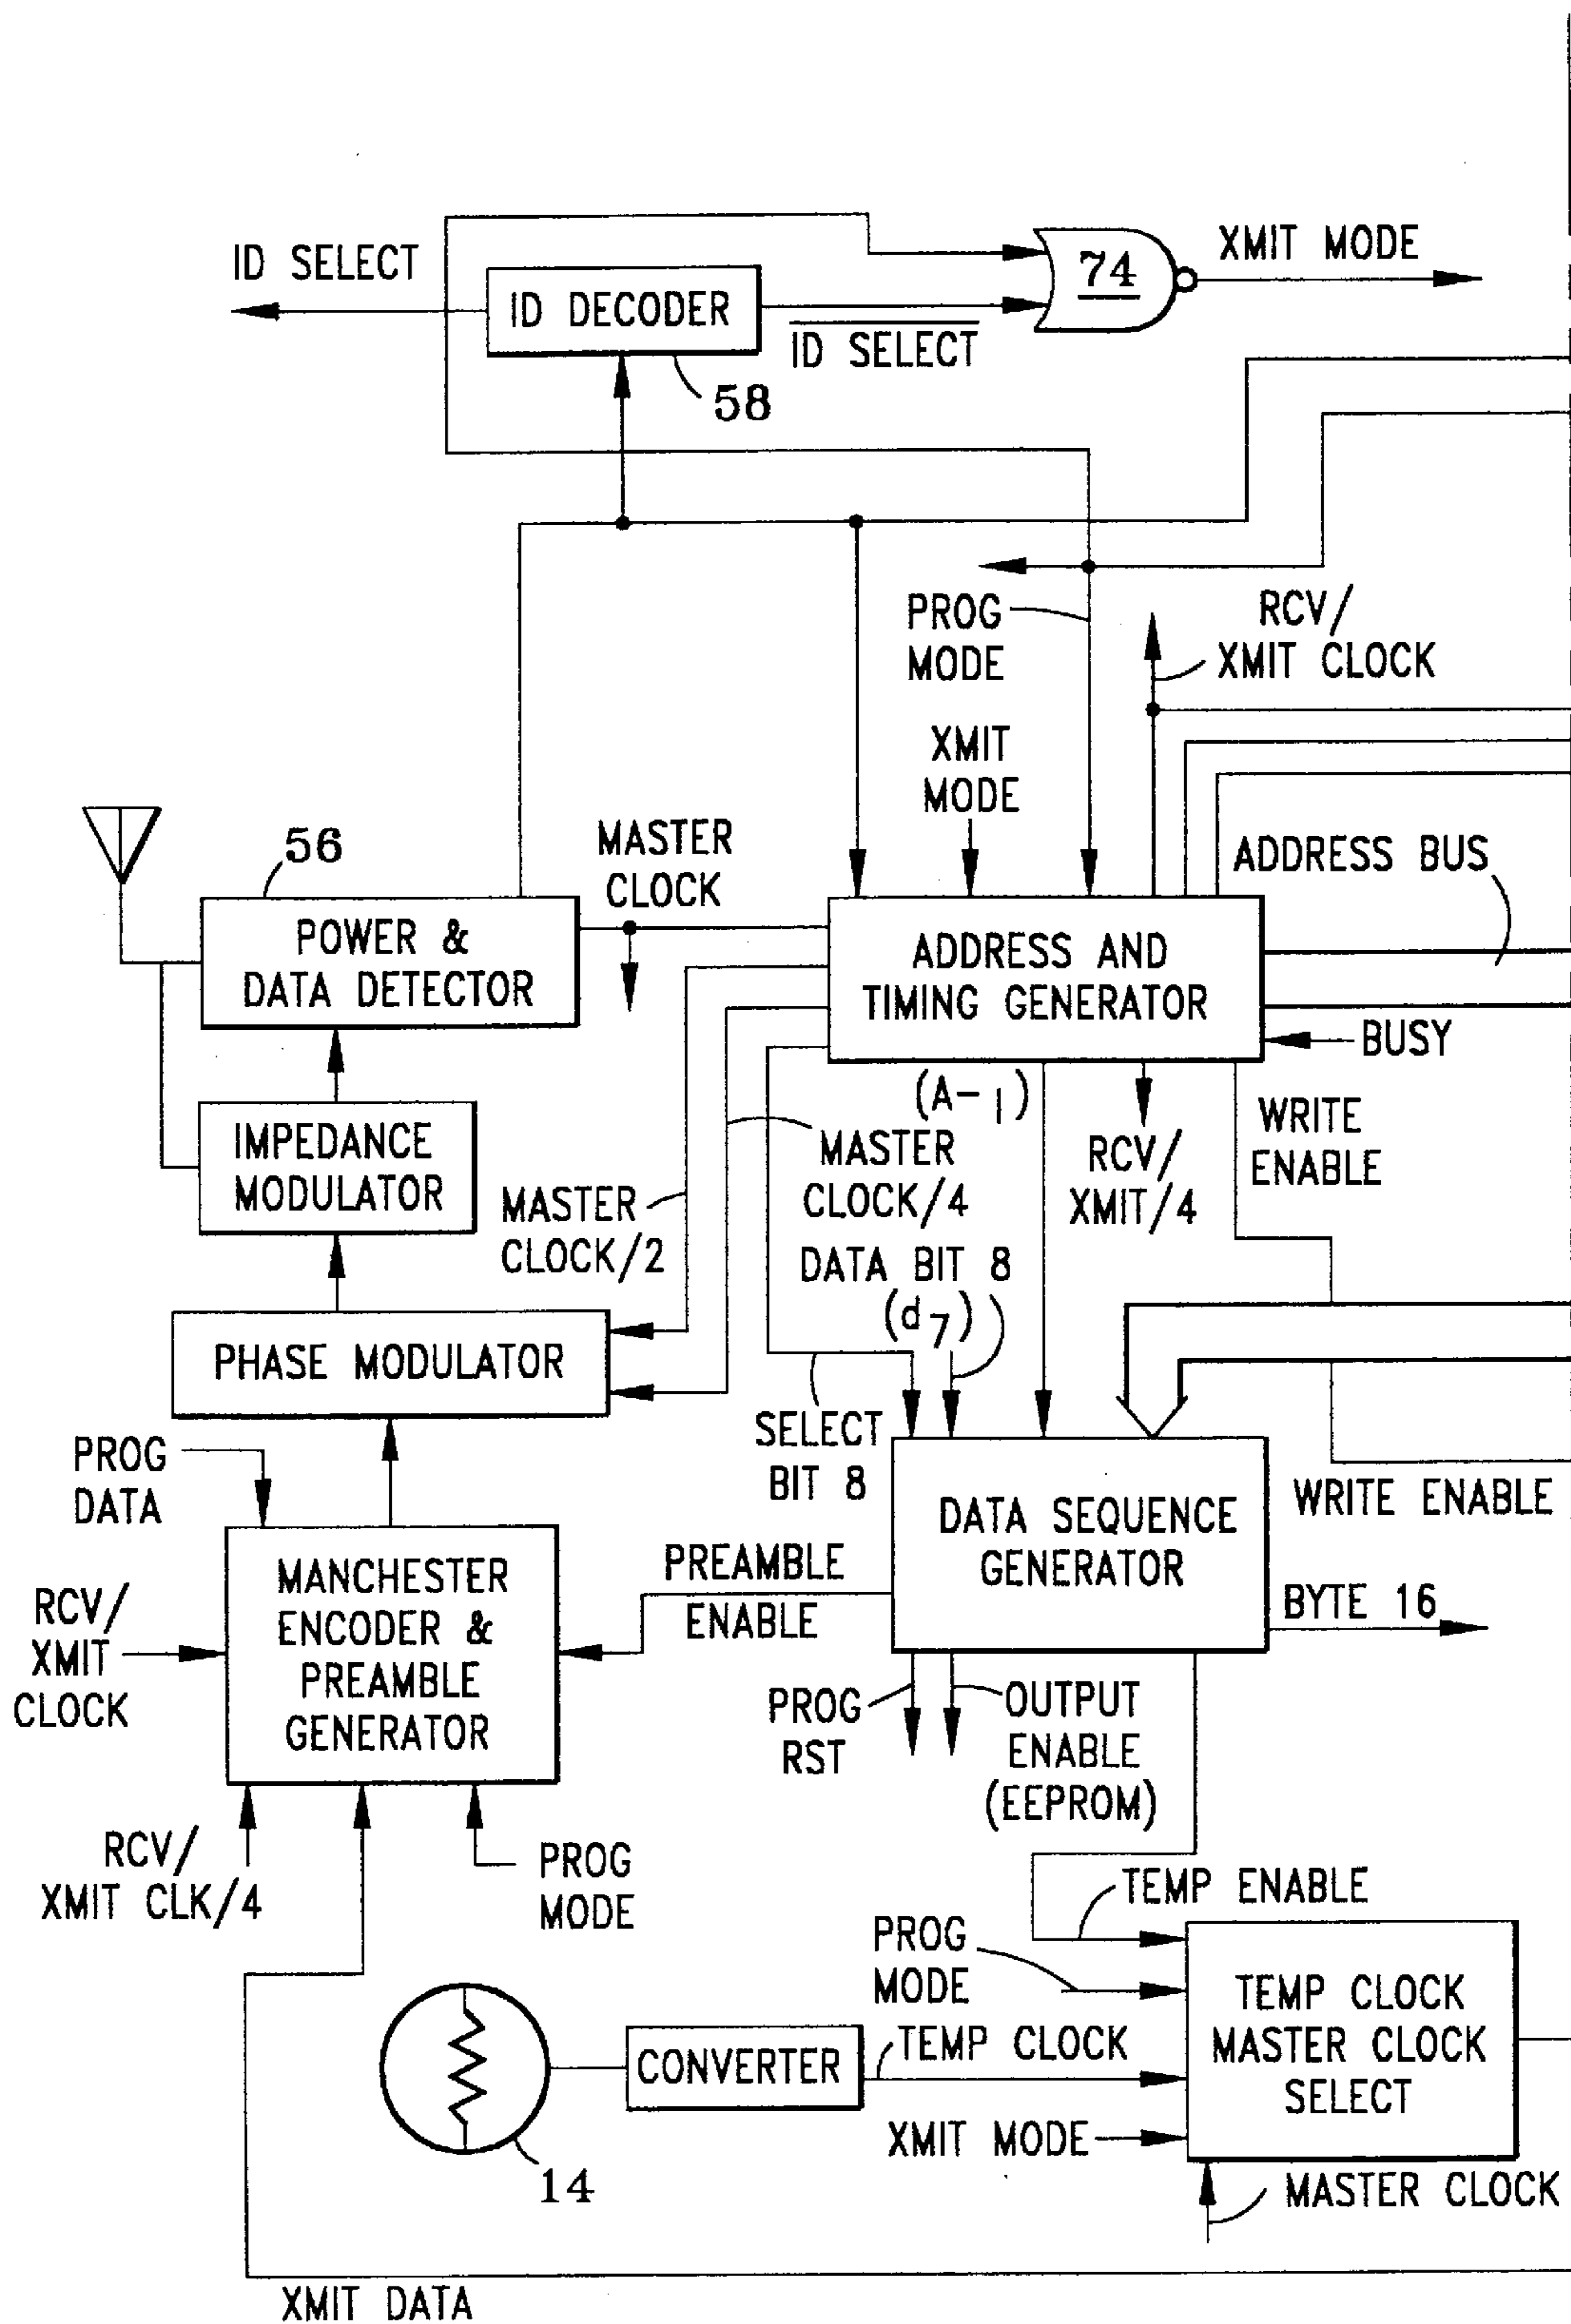 ID SELECT
ID DECODER
58
ID SELECT
74
XMIT MODE
PROG
MODE
RCV/
XMIT CLOCK
XMIT
MODE
56
POWER &
DATA DETECTOR
MASTER
CLOCK
ADDRESS AND
TIMING GENERATOR
ADDRESS BUS
BUSY
IMPEDANCE
MODULATOR
MASTER
CLOCK/2
(A-1)
MASTER
CLOCK/4
RCV/
XMIT/4
WRITE
ENABLE
DATA BIT 8
(d7)
PHASE MODULATOR
SELECT
BIT 8
PROG
DATA
DATA SEQUENCE
GENERATOR
WRITE ENABLE
MANCHESTER
ENCODER &
PREAMBLE
GENERATOR
PREAMBLE
ENABLE
BYTE 16
RCV/
XMIT
CLOCK
PROG
RST
OUTPUT
ENABLE
(EEPROM)
RCV/
XMIT CLK/4
PROG
MODE
TEMP ENABLE
PROG
MODE
TEMP CLOCK
MASTER CLOCK
SELECT
CONVERTER
TEMP CLOCK
XMIT MODE
14
MASTER CLOCK
XMIT DATA